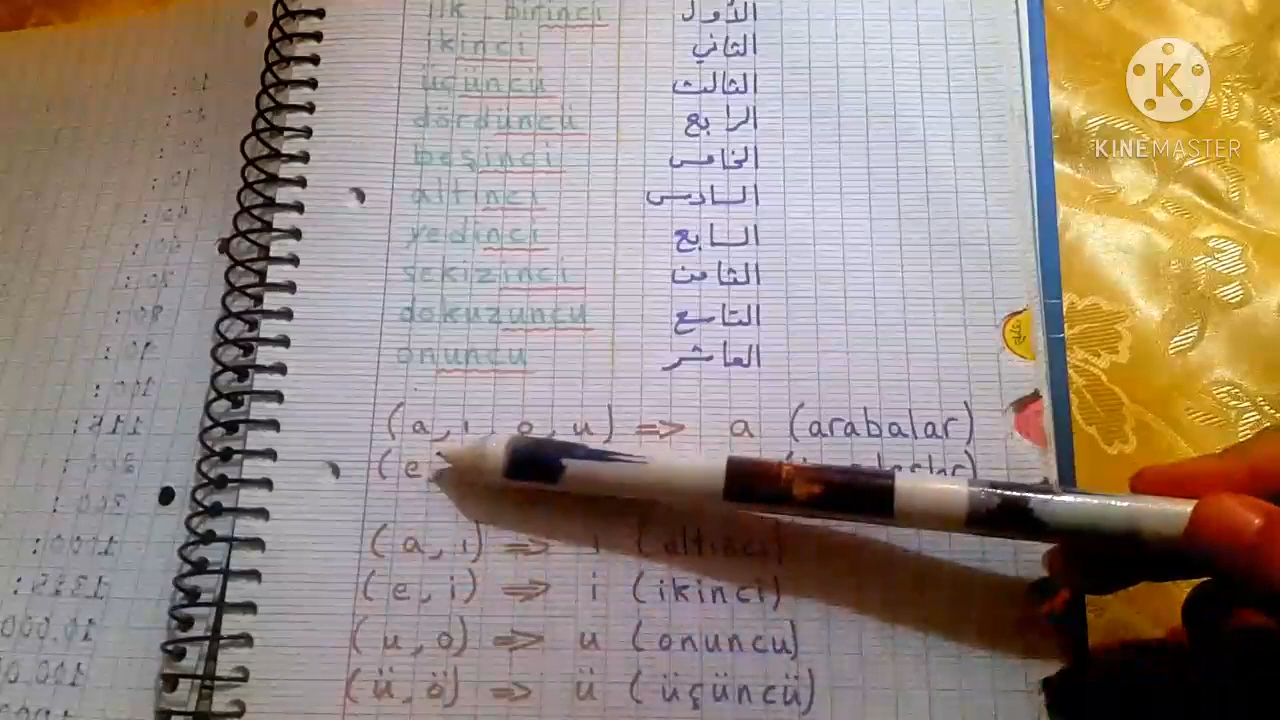 ilk birinci الأول
ikinci الثاني
üçüncü الثالث
dördüncü الرابع
beşinci الخامس
altıncı السادس
yedinci السابع
sekizinci الثامن
dokuzuncu التاسع
onuncu العاشر
(a, ı, o, u) => a (arabalar)
(e
(a, ı) => ı (altıncı)
(e, i) => i (ikinci)
(u, o) => u (onuncu)
(ü, ö) => ü (üçüncü)
K
KINEMASTER